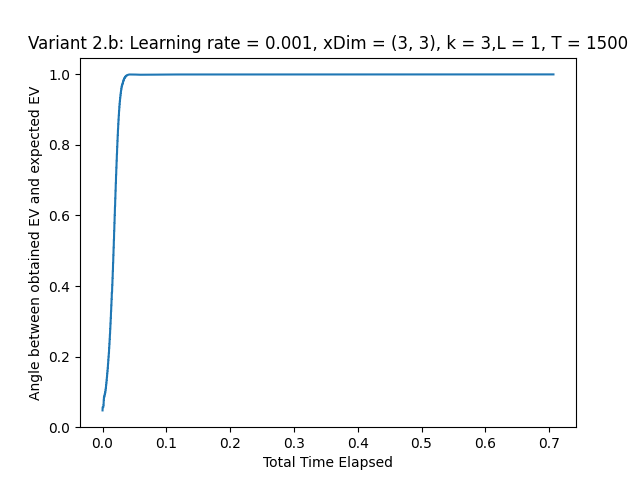 Variant 2.b: Learning rate = 0.001, xDim = (3, 3), k = 3,L = 1, T = 1500
Angle between obtained EV and expected EV
1.0
0.8
0.6
0.4
0.2
0.0
0.0 0.1 0.2 0.3 0.4 0.5 0.6 0.7
Total Time Elapsed